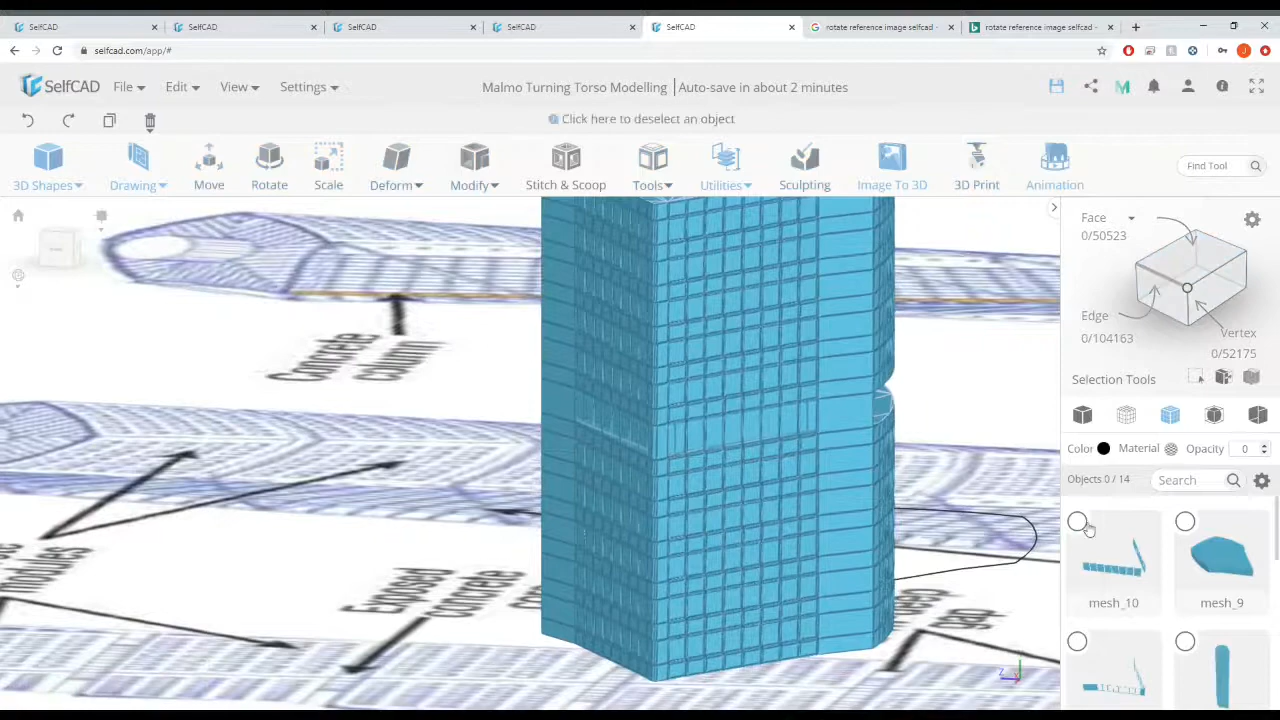 SelfCAD
SelfCAD
SelfCAD
SelfCAD
SelfCAD
rotate reference image selfcad -
rotate reference image selfcad -
selfcad.com/app/#
SelfCAD
File
Edit
View
Settings
Malmo Turning Torso Modelling
Auto-save in about 2 minutes
Click here to deselect an object
3D Shapes
Drawing
Move
Rotate
Scale
Deform
Modify
Stitch & Scoop
Tools
Utilities
Sculpting
Image To 3D
3D Print
Animation
Find Tool
Face
0/50523
Edge
0/104163
Vertex
0/52175
Selection Tools
Color
Material
Opacity
0
Objects 0 / 14
Search
mesh_10
mesh_9
Concrete
column
Exposed
concrete